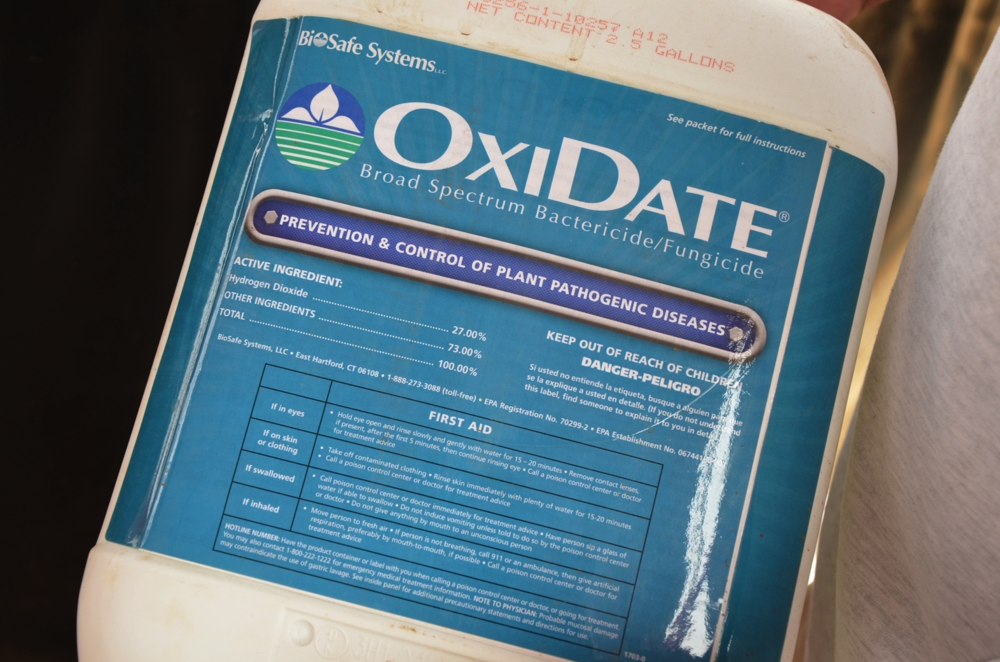 -1-10257 A12
NET CONTENT 2.5 GALLONS
BioSafe Systems L.L.C.
See packet for full instructions
OXIDATE®
Broad Spectrum Bactericide/Fungicide
PREVENTION & CONTROL OF PLANT PATHOGENIC DISEASES
ACTIVE INGREDIENT:
Hydrogen Dioxide ........ 27.00%
OTHER INGREDIENTS ........ 73.00%
TOTAL ........ 100.00%
KEEP OUT OF REACH OF CHILDREN
DANGER-PELIGRO
Si usted no entiende la etiqueta, busque a alguien para que
se la explique a usted en detalle. (If you do not understand
this label, find someone to explain it to you in detail.)
BioSafe Systems, LLC • East Hartford, CT 06108 • 1-888-273-3088 (toll-free) • EPA Registration No. 70299-2 • EPA Establishment No.
FIRST AID
If in eyes
• Hold eye open and rinse slowly and gently with water for 15 – 20 minutes • Remove contact lenses,
if present, after the first 5 minutes, then continue rinsing eye • Call a poison control center or doctor
for treatment advice
If on skin
or clothing
• Take off contaminated clothing • Rinse skin immediately with plenty of water for 15-20 minutes
• Call a poison control center or doctor for treatment advice
If swallowed
• Call poison control center or doctor immediately for treatment advice • Have person sip a glass of
water if able to swallow • Do not induce vomiting unless told to do so by the poison control center
or doctor • Do not give anything by mouth to an unconscious person
If inhaled
• Move person to fresh air • If person is not breathing, call 911 or an ambulance, then give artificial
respiration, preferably by mouth-to-mouth, if possible • Call a poison control center or doctor for
treatment advice
HOTLINE NUMBER: Have the product container or label with you when calling a poison control center or doctor, or going for treatment.
You may also contact 1-800-222-1222 for emergency medical treatment information. NOTE TO PHYSICIAN: Probable mucosal damage
may contraindicate the use of gastric lavage. See inside panel for additional precautionary statements and directions for use.
1703-0